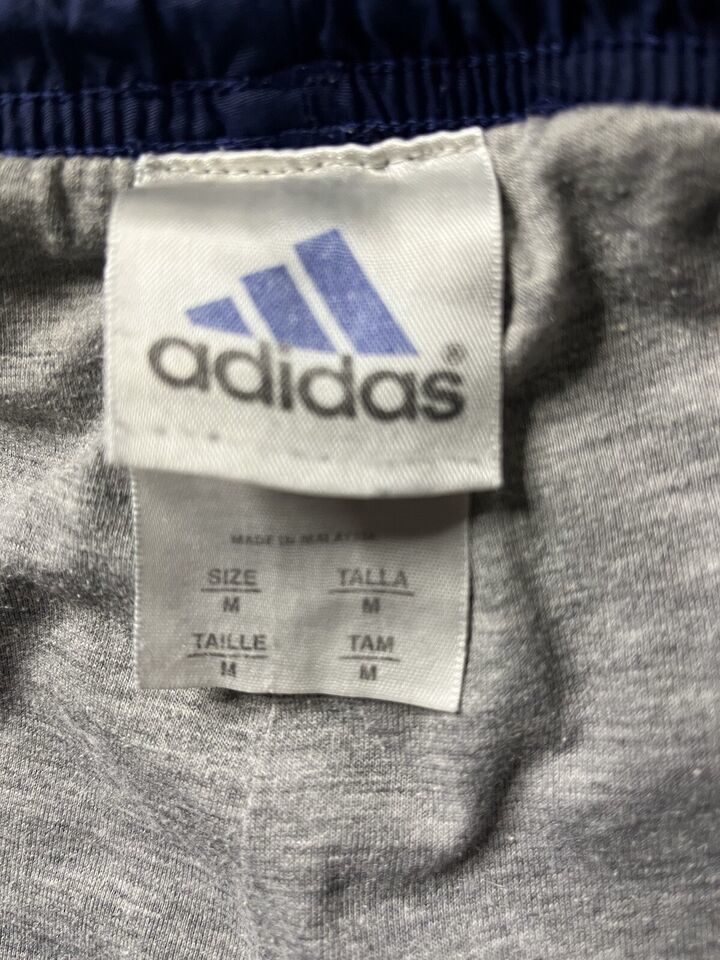 adidas®
MADE IN MALAYSIA
SIZE TALLA
M M
TAILLE TAM
M M